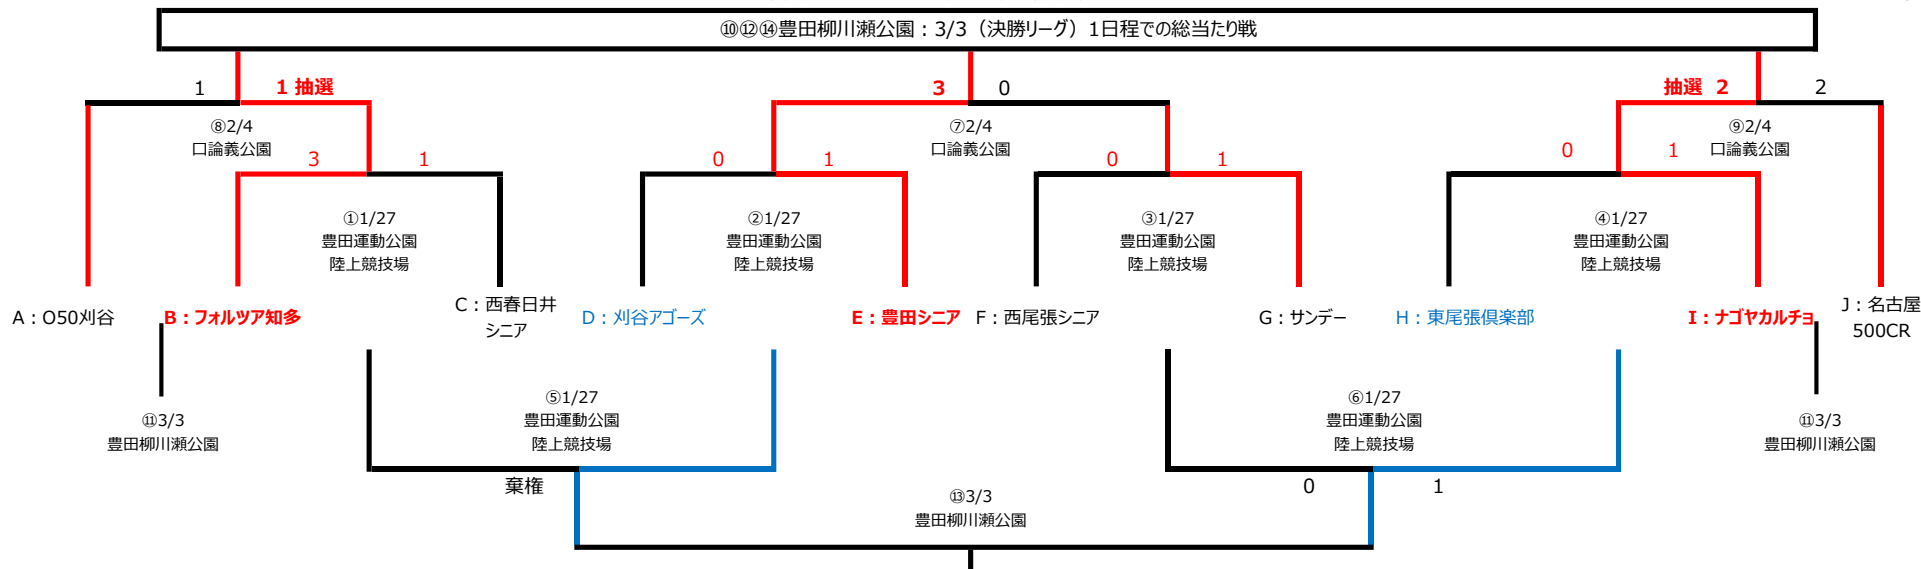 ⑩⑫⑭豊田柳川瀬公園：3/3（決勝リーグ）1日程での総当たり戦
1
1 抽選
3
0
抽選 2
2
⑧2/4
口論義公園
⑦2/4
口論義公園
⑨2/4
口論義公園
3
1
0
1
0
1
0
1
①1/27
豊田運動公園
陸上競技場
②1/27
豊田運動公園
陸上競技場
③1/27
豊田運動公園
陸上競技場
④1/27
豊田運動公園
陸上競技場
A：O50刈谷
B：フォルツア知多
C：西春日井
シニア
D：刈谷アゴーズ
E：豊田シニア
F：西尾張シニア
G：サンデー
H：東尾張倶楽部
I：ナゴヤカルチョ
J：名古屋
500CR
⑪3/3
豊田柳川瀬公園
⑤1/27
豊田運動公園
陸上競技場
⑥1/27
豊田運動公園
陸上競技場
⑪3/3
豊田柳川瀬公園
棄権
0
1
⑬3/3
豊田柳川瀬公園